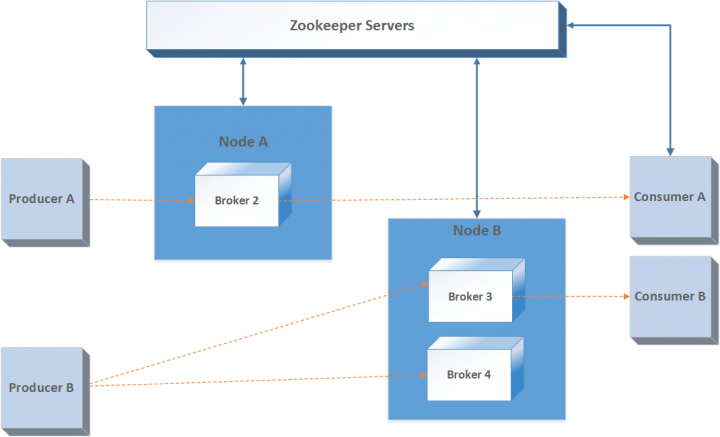 Zookeeper Servers
Node A
Producer A
Broker 2
Consumer A
Node B
Broker 3
Consumer B
Producer B
Broker 4